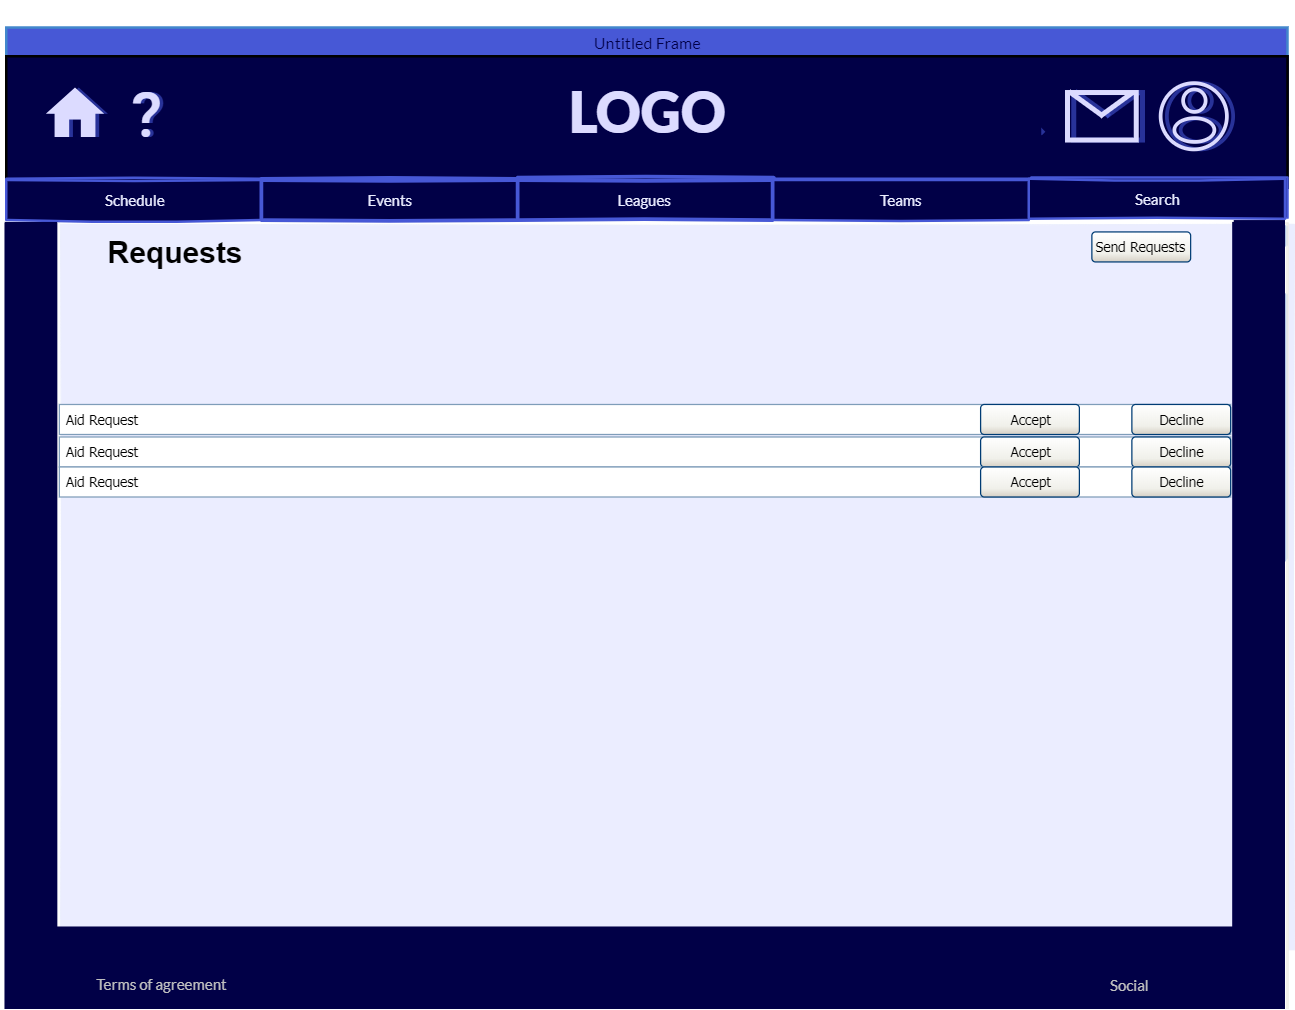 Untitled Frame
?
LOGO
Schedule
Events
Leagues
Teams
Search
Requests
Send Requests
Aid Request
Accept
Decline
Aid Request
Accept
Decline
Aid Request
Accept
Decline
Terms of agreement
Social